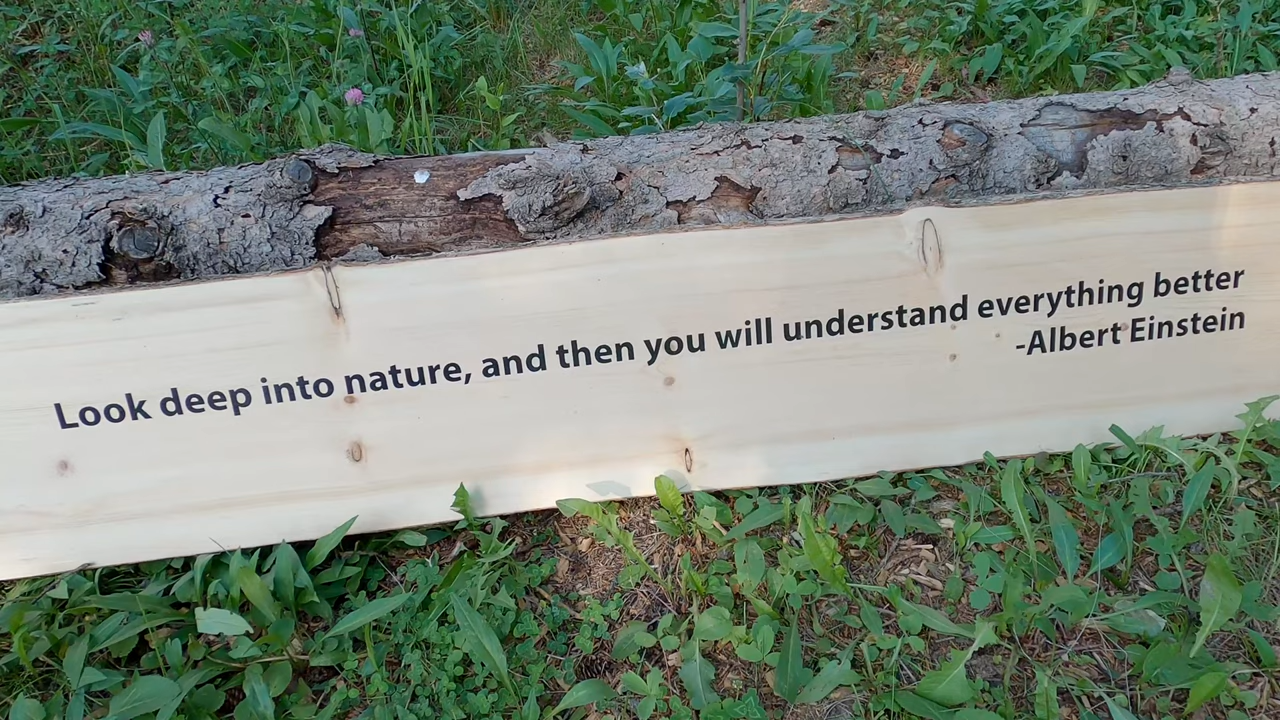 Look deep into nature, and then you will understand everything better
-Albert Einstein